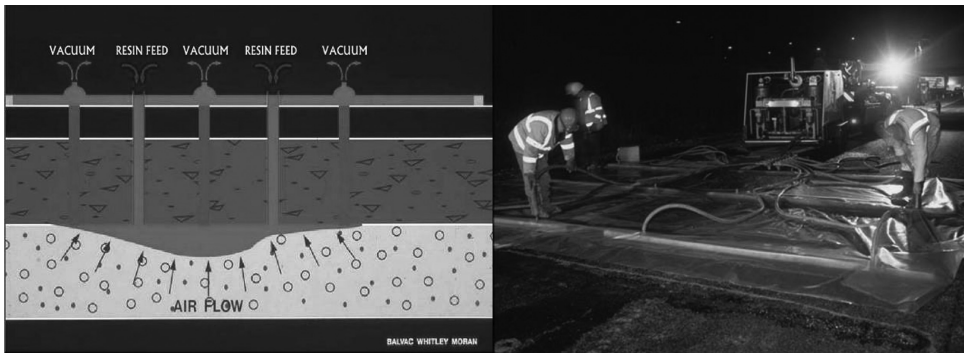 VACUUM RESIN FEED VACUUM RESIN FEED VACUUM
AIR FLOW
BALVAC WHITLEY MORAN